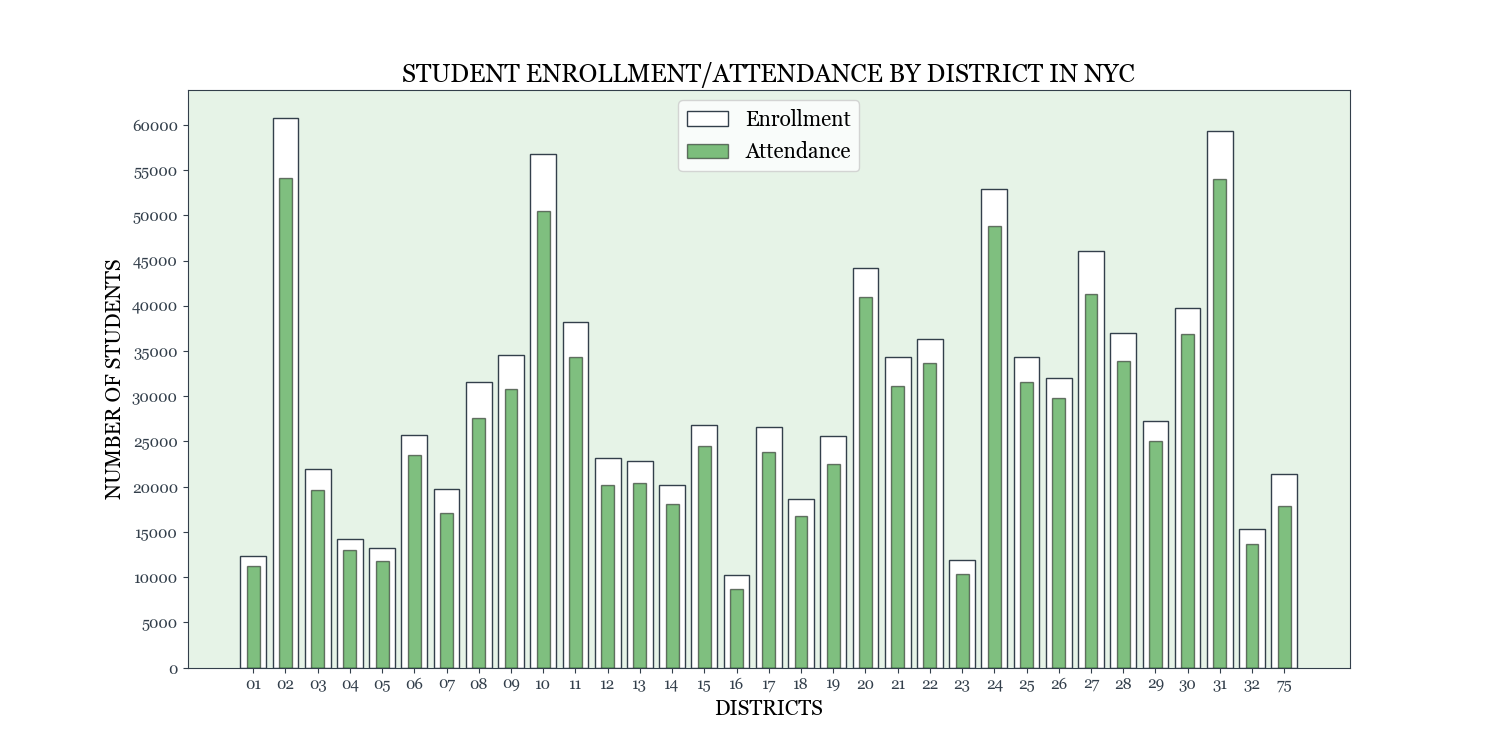 STUDENT ENROLLMENT/ATTENDANCE BY DISTRICT IN NYC
Enrollment
Attendance
NUMBER OF STUDENTS
60000
55000
50000
45000
40000
35000
30000
25000
20000
15000
10000
5000
0
01 02 03 04 05 06 07 08 09 10 11 12 13 14 15 16 17 18 19 20 21 22 23 24 25 26 27 28 29 30 31 32 75
DISTRICTS